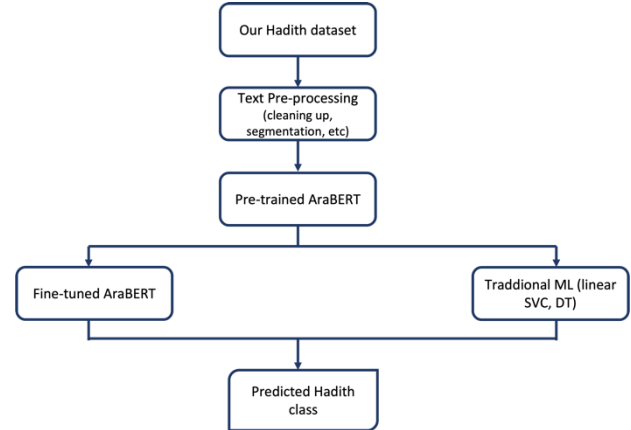 Our Hadith dataset
Text Pre-processing
(cleaning up,
segmentation, etc)
Pre-trained AraBERT
Fine-tuned AraBERT
Traddional ML (linear
SVC, DT)
Predicted Hadith
class